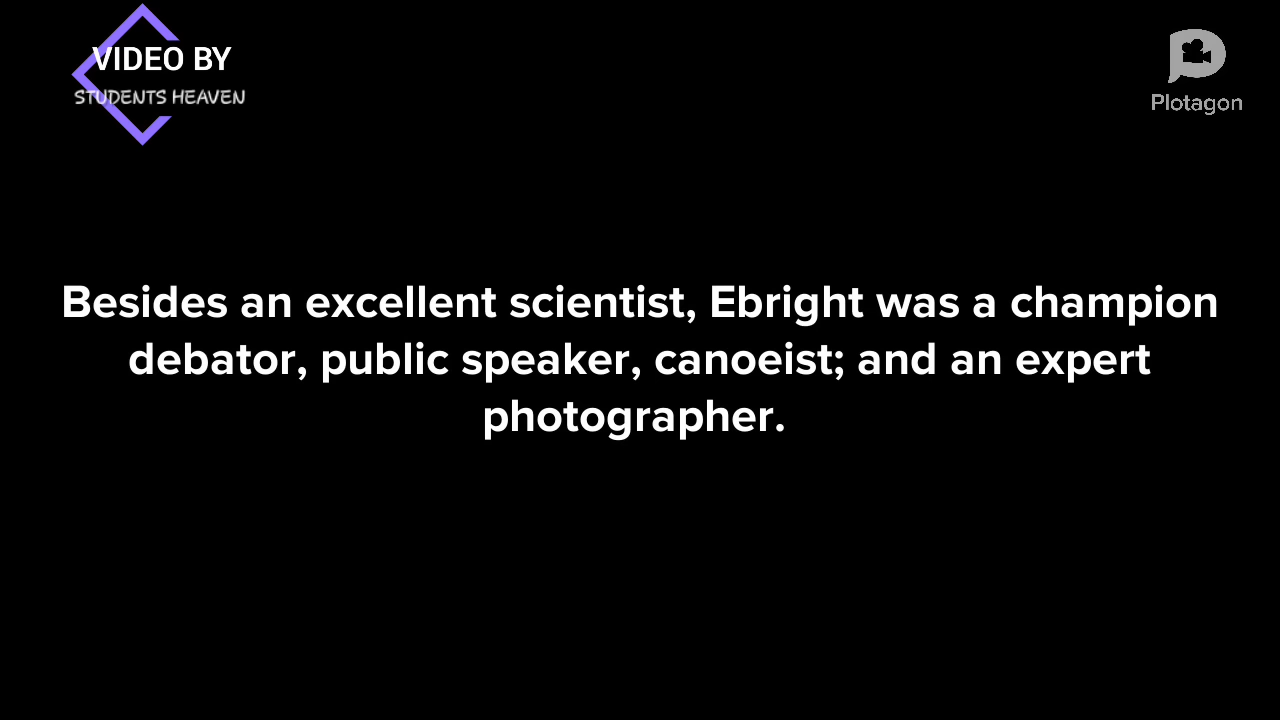 VIDEO BY
STUDENTS HEAVEN
Plotagon
Besides an excellent scientist, Ebright was a champion
debator, public speaker, canoeist; and an expert
photographer.